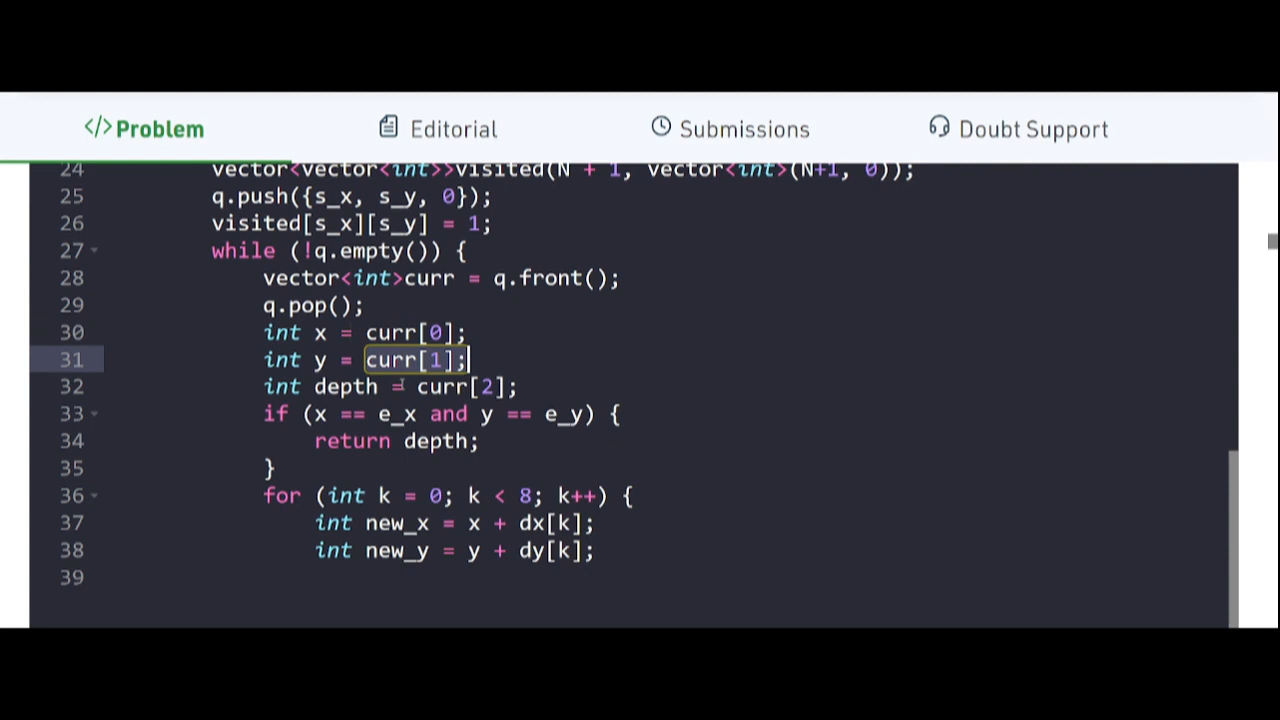 </> Problem
Editorial
Submissions
Doubt Support
24 vector<vector<int>>visited(N + 1, vector<int>(N+1, 0));
25 q.push({s_x, s_y, 0});
26 visited[s_x][s_y] = 1;
27 while (!q.empty()) {
28 vector<int>curr = q.front();
29 q.pop();
30 int x = curr[0];
31 int y = curr[1];
32 int depth = curr[2];
33 if (x == e_x and y == e_y) {
34 return depth;
35 }
36 for (int k = 0; k < 8; k++) {
37 int new_x = x + dx[k];
38 int new_y = y + dy[k];
39